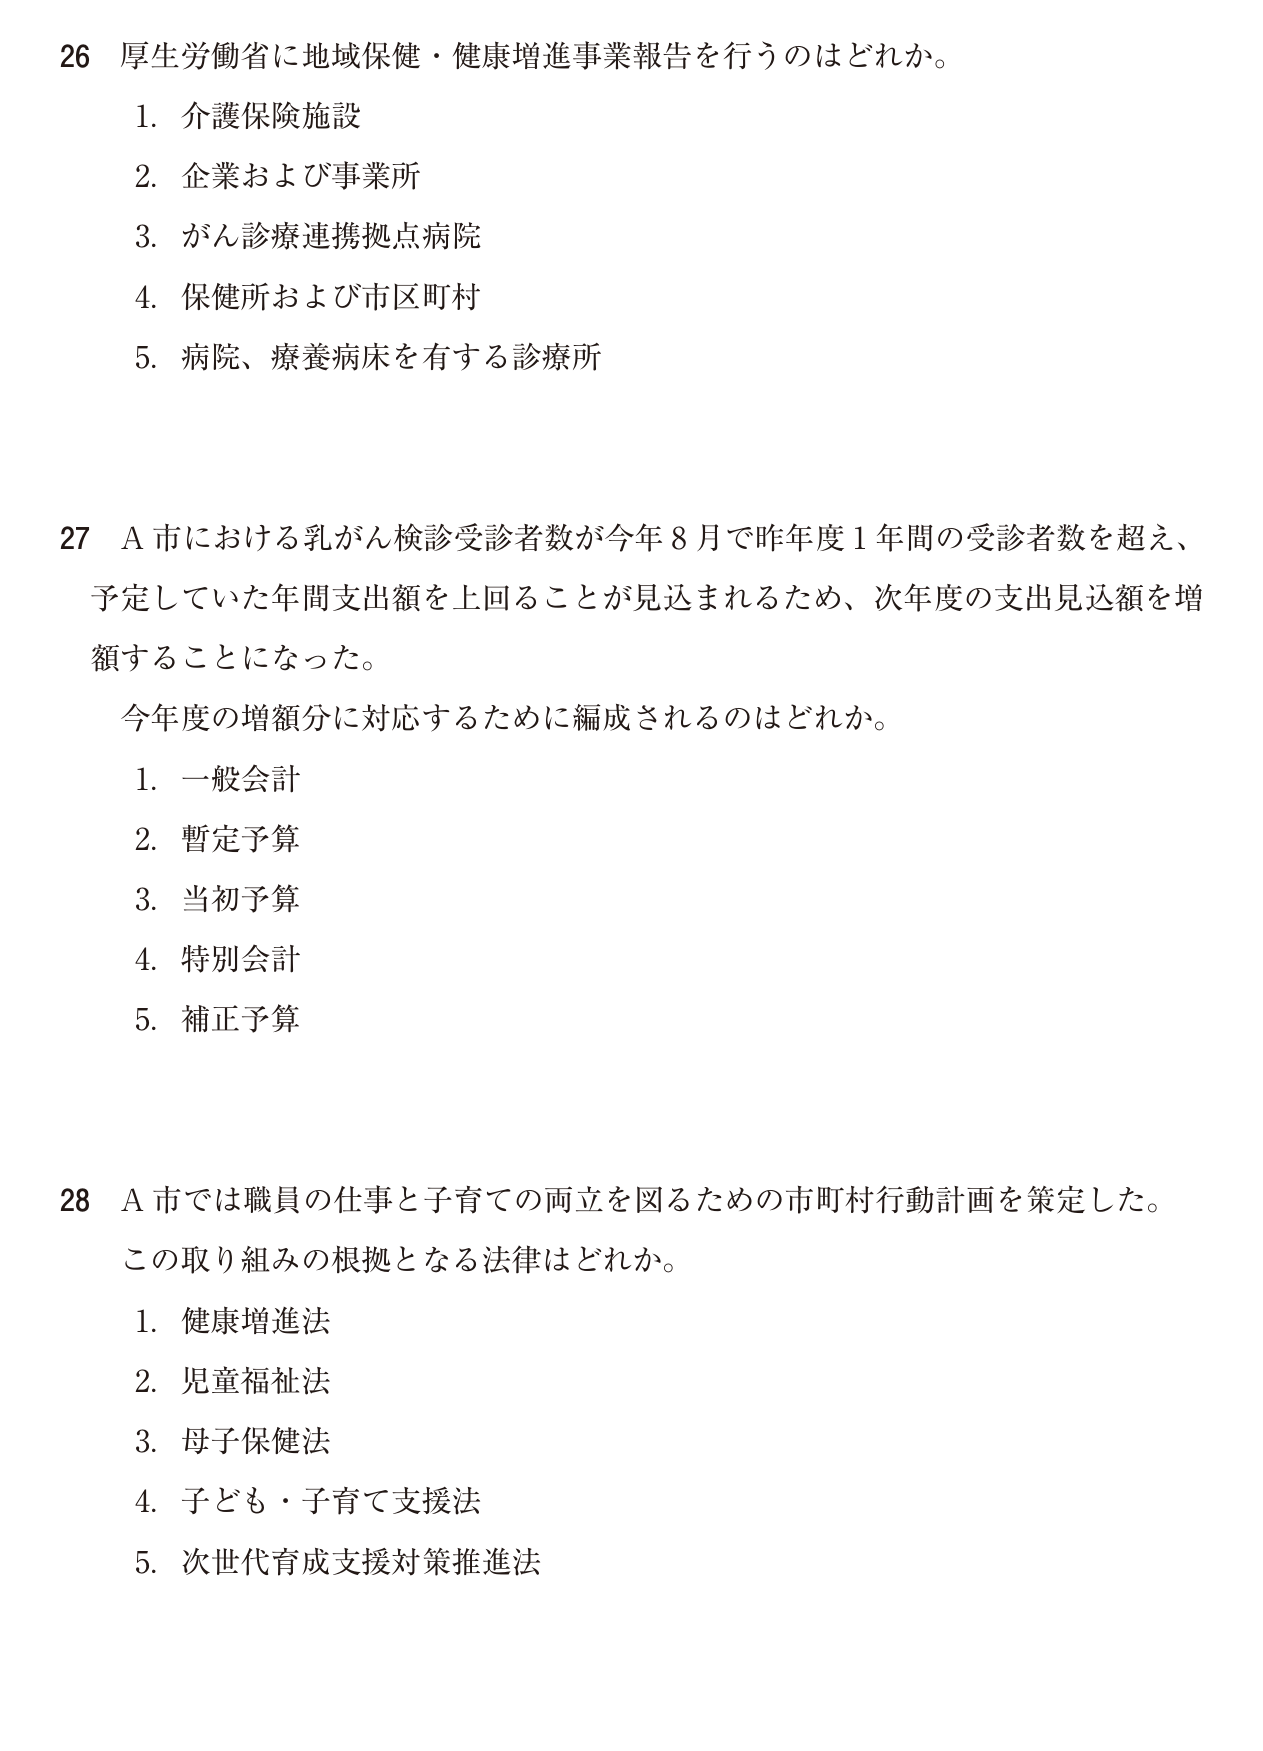 26 厚生労働省に地域保健・健康増進事業報告を行うのはどれか。
1. 介護保険施設
2. 企業および事業所
3. がん診療連携拠点病院
4. 保健所および市区町村
5. 病院、療養病床を有する診療所
27 A 市における乳がん検診受診者数が今年 8 月で昨年度 1 年間の受診者数を超え、
予定していた年間支出額を上回ることが見込まれるため、次年度の支出見込額を増
額することになった。
今年度の増額分に対応するために編成されるのはどれか。
1. 一般会計
2. 暫定予算
3. 当初予算
4. 特別会計
5. 補正予算
28 A 市では職員の仕事と子育ての両立を図るための市町村行動計画を策定した。
この取り組みの根拠となる法律はどれか。
1. 健康増進法
2. 児童福祉法
3. 母子保健法
4. 子ども・子育て支援法
5. 次世代育成支援対策推進法